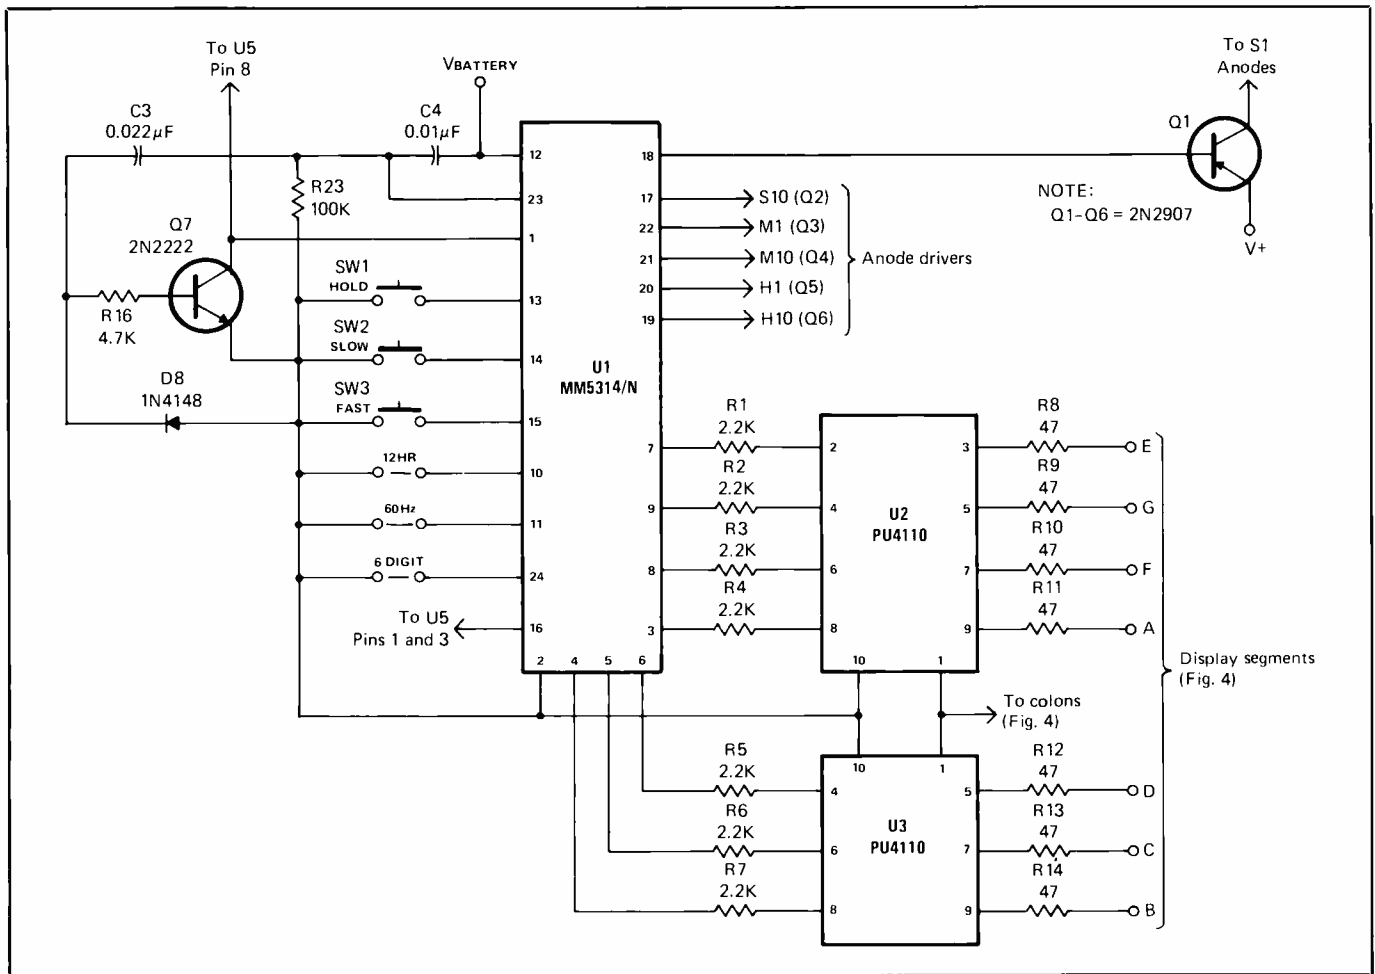 To U5
Pin 8
VBATTERY
C3
0.022µF
C4
0.01µF
R23
100K
Q7
2N2222
R16
4.7K
D8
1N4148
SW1
HOLD
SW2
SLOW
SW3
FAST
12HR
60Hz
6 DIGIT
To U5
Pins 1 and 3
12
23
1
13
14
15
10
11
24
16
2
4
5
6
U1
MM5314/N
18
17
22
21
20
19
7
9
8
3
S10 (Q2)
M1 (Q3)
M10 (Q4)
H1 (Q5)
H10 (Q6)
Anode drivers
To S1
Anodes
Q1
NOTE:
Q1-Q6 = 2N2907
V+
R1
2.2K
R2
2.2K
R3
2.2K
R4
2.2K
2
4
6
8
U2
PU4110
3
5
7
9
10
1
R8
47
R9
47
R10
47
R11
47
E
G
F
A
Display segments
(Fig. 4)
To colons
(Fig. 4)
R5
2.2K
R6
2.2K
R7
2.2K
10
1
4
6
8
U3
PU4110
5
7
9
R12
47
R13
47
R14
47
D
C
B